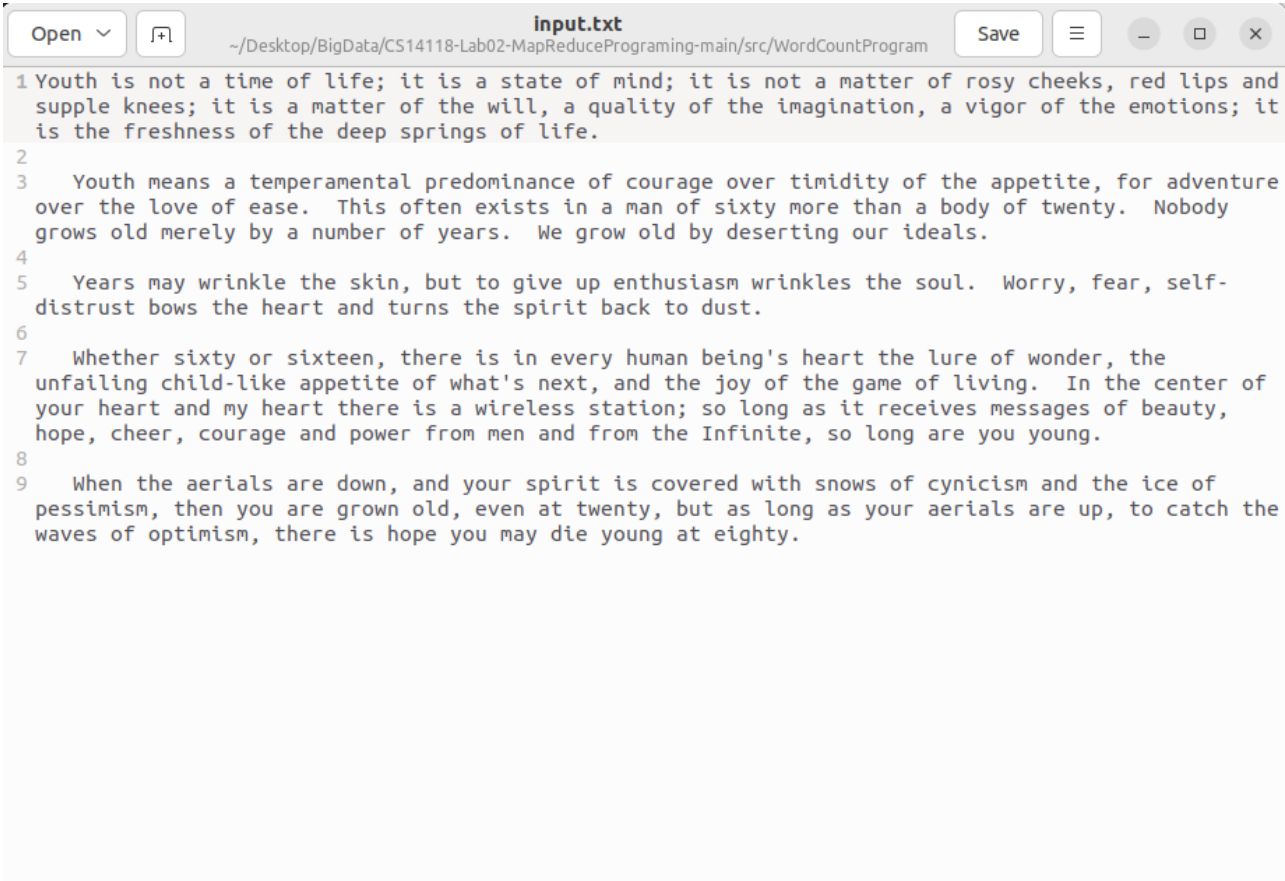 Open
input.txt
~/Desktop/BigData/CS14118-Lab02-MapReducePrograming-main/src/WordCountProgram
Save
1 Youth is not a time of life; it is a state of mind; it is not a matter of rosy cheeks, red lips and
supple knees; it is a matter of the will, a quality of the imagination, a vigor of the emotions; it
is the freshness of the deep springs of life.
2
3 Youth means a temperamental predominance of courage over timidity of the appetite, for adventure
over the love of ease.  This often exists in a man of sixty more than a body of twenty.  Nobody
grows old merely by a number of years.  We grow old by deserting our ideals.
4
5 Years may wrinkle the skin, but to give up enthusiasm wrinkles the soul.  Worry, fear, self-
distrust bows the heart and turns the spirit back to dust.
6
7 Whether sixty or sixteen, there is in every human being's heart the lure of wonder, the
unfailing child-like appetite of what's next, and the joy of the game of living.  In the center of
your heart and my heart there is a wireless station; so long as it receives messages of beauty,
hope, cheer, courage and power from men and from the Infinite, so long are you young.
8
9 When the aerials are down, and your spirit is covered with snows of cynicism and the ice of
pessimism, then you are grown old, even at twenty, but as long as your aerials are up, to catch the
waves of optimism, there is hope you may die young at eighty.